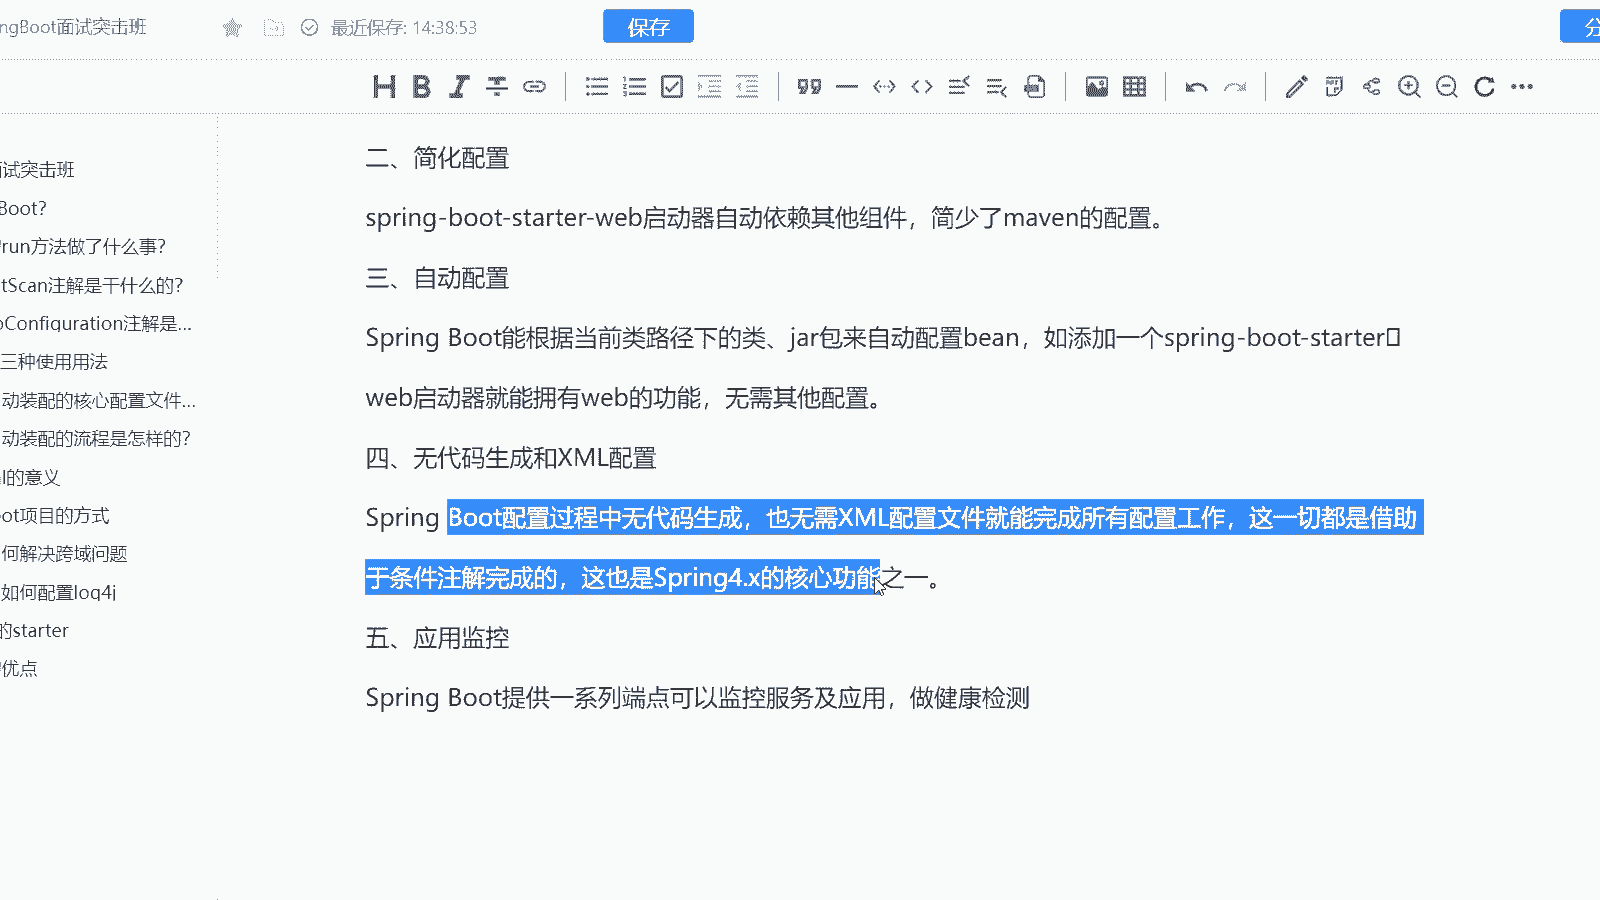 ngBoot面试突击班
最近保存: 14:38:53
保存
试突击班
Boot?
run方法做了什么事?
tScan注解是干什么的?
oConfiguration注解是...
三种使用用法
动装配的核心配置文件...
动装配的流程是怎样的?
的意义
ot项目的方式
何解决跨域问题
如何配置log4j
的starter
优点
二、简化配置
spring-boot-starter-web启动器自动依赖其他组件，简少了maven的配置。
三、自动配置
Spring Boot能根据当前类路径下的类、jar包来自动配置bean，如添加一个spring-boot-starter
web启动器就能拥有web的功能，无需其他配置。
四、无代码生成和XML配置
Spring Boot配置过程中无代码生成，也无需XML配置文件就能完成所有配置工作，这一切都是借助
于条件注解完成的，这也是Spring4.x的核心功能之一。
五、应用监控
Spring Boot提供一系列端点可以监控服务及应用，做健康检测